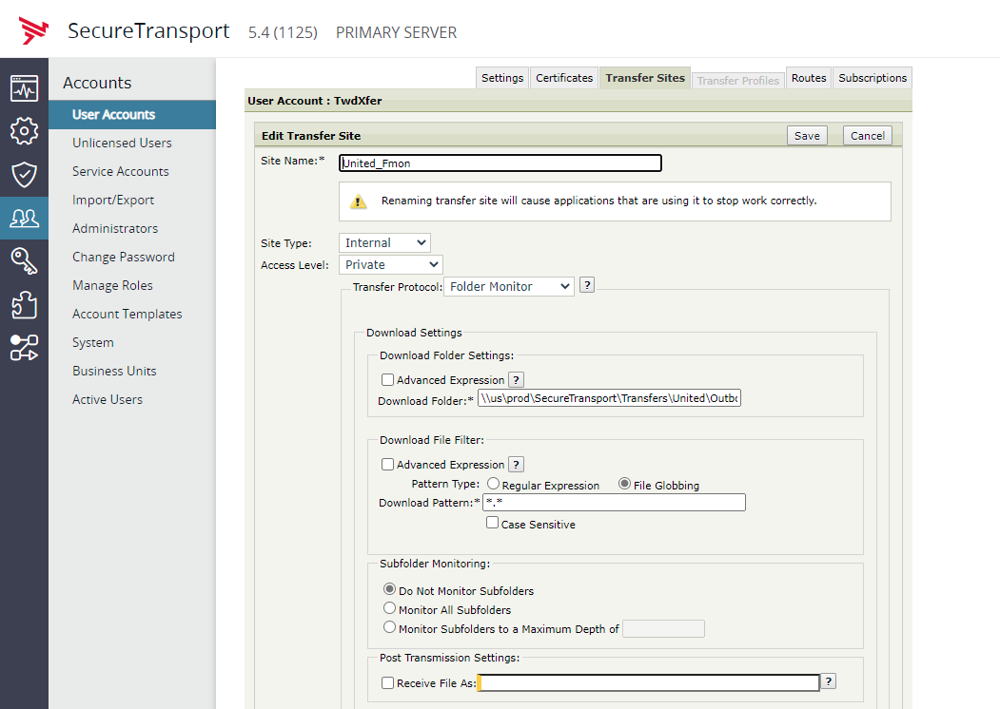 SecureTransport 5.4 (1125) PRIMARY SERVER
Accounts
User Accounts
Unlicensed Users
Service Accounts
Import/Export
Administrators
Change Password
Manage Roles
Account Templates
System
Business Units
Active Users
Settings Certificates Transfer Sites Transfer Profiles Routes Subscriptions
User Account : TwdXfer
Edit Transfer Site Save Cancel
Site Name:* United_Fmon
Renaming transfer site will cause applications that are using it to stop work correctly.
Site Type: Internal
Access Level: Private
Transfer Protocol: Folder Monitor ?
Download Settings
Download Folder Settings:
Advanced Expression ?
Download Folder:* \\us\prod\SecureTransport\Transfers\United\Outbo
Download File Filter:
Advanced Expression ?
Pattern Type: Regular Expression File Globbing
Download Pattern:* *.*
Case Sensitive
Subfolder Monitoring:
Do Not Monitor Subfolders
Monitor All Subfolders
Monitor Subfolders to a Maximum Depth of
Post Transmission Settings:
Receive File As: ?